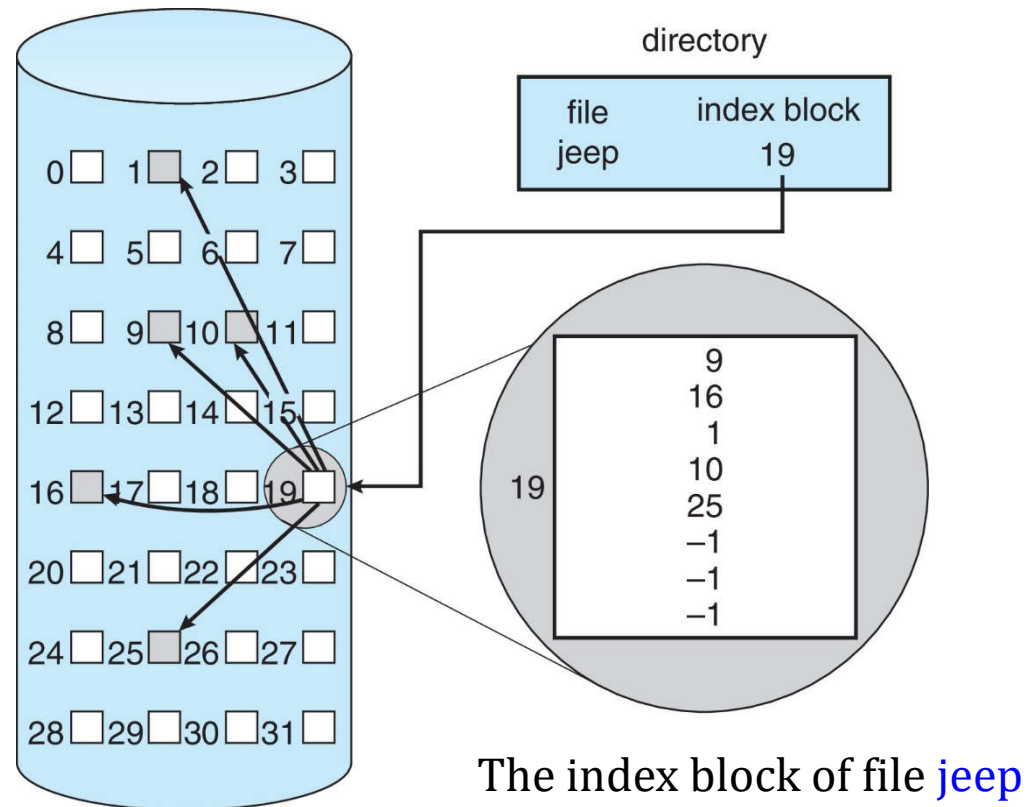 directory
file index block
jeep 19
0 1 2 3
4 5 6 7
8 9 10 11
12 13 14 15
16 17 18 19
20 21 22 23
24 25 26 27
28 29 30 31
19
9
16
1
10
25
–1
–1
–1
The index block of file jeep